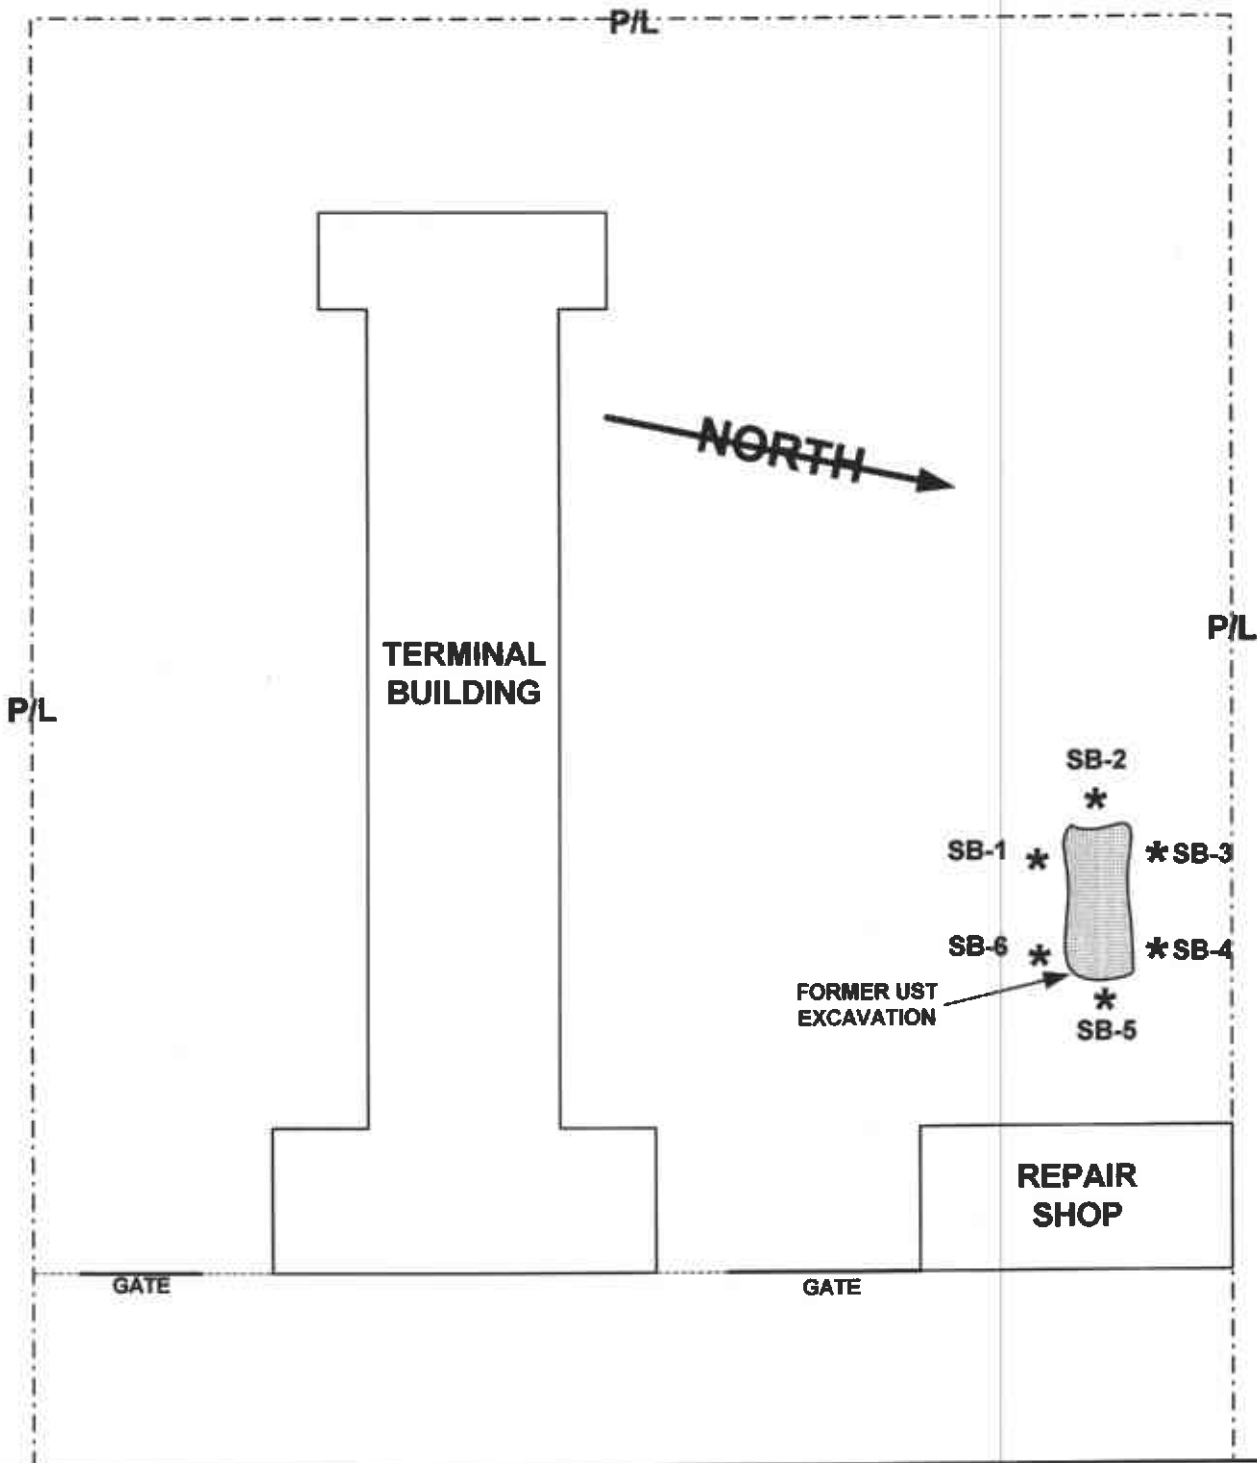 P/L
NORTH
TERMINAL
BUILDING
P/L
P/L
SB-2
SB-1
SB-3
SB-6
SB-4
FORMER UST
EXCAVATION
SB-5
REPAIR
SHOP
GATE
GATE